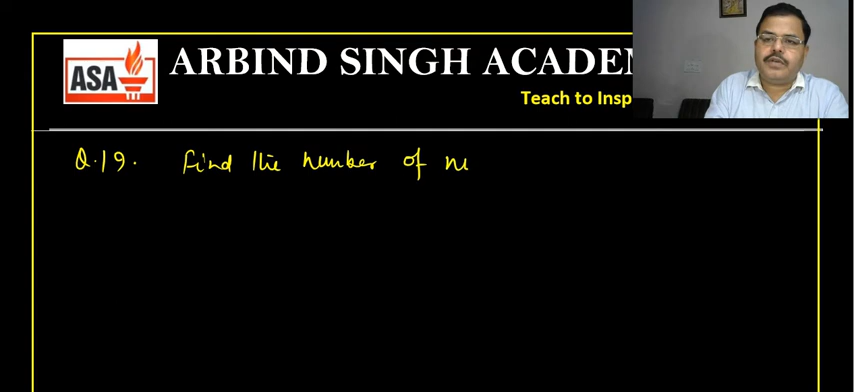 ASA
ARBIND SINGH ACADEM
Teach to Insp
Q.19. Find the number of